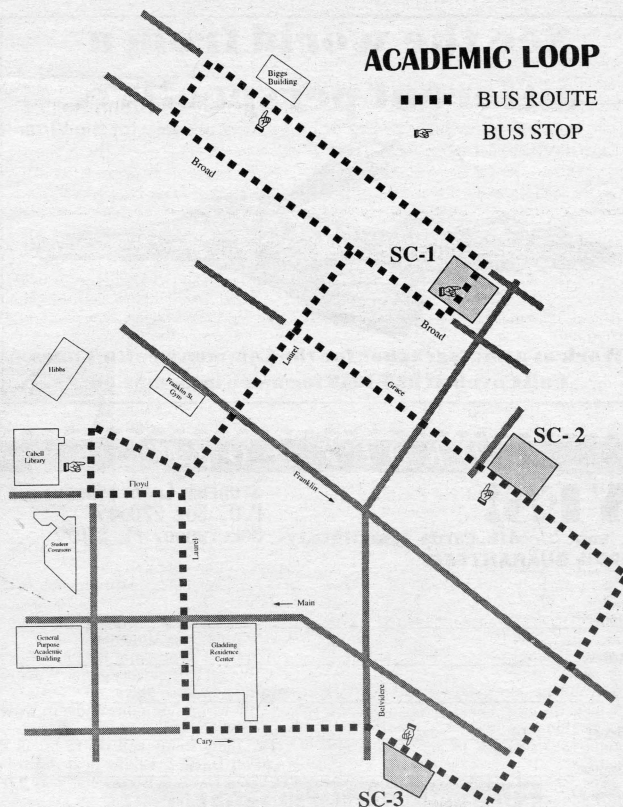 ACADEMIC LOOP
BUS ROUTE
BUS STOP
Biggs
Building
Broad
SC-1
Broad
Laurel
Grace
Hibbs
Franklin St.
Gym
SC-2
Cabell
Library
Floyd
Franklin
Student
Commons
Laurel
Main
General
Purpose
Academic
Building
Gladding
Residence
Center
Belvidere
Cary
SC-3